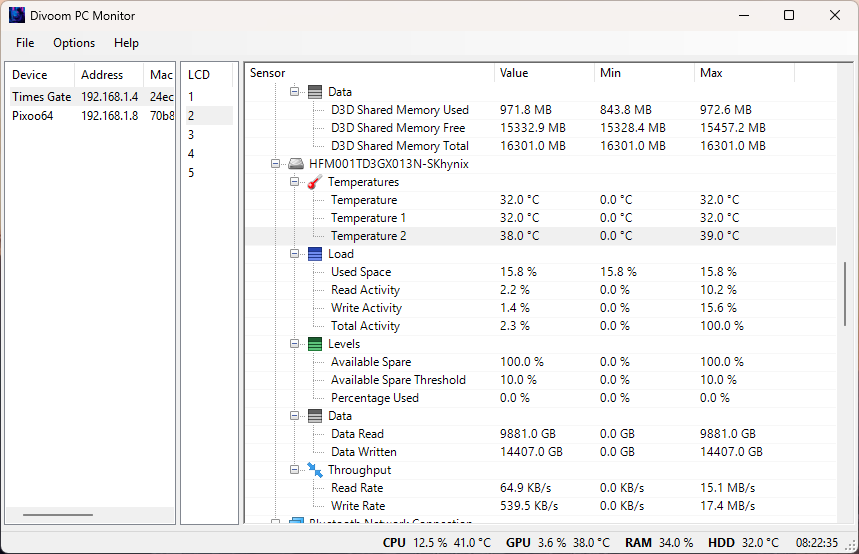 Divoom PC Monitor
File Options Help
Device Address Mac
Times Gate 192.168.1.4 24ec
Pixoo64 192.168.1.8 70b8
LCD
1
2
3
4
5
Sensor Value Min Max
Data
D3D Shared Memory Used 971.8 MB 843.8 MB 972.6 MB
D3D Shared Memory Free 15332.9 MB 15328.4 MB 15457.2 MB
D3D Shared Memory Total 16301.0 MB 16301.0 MB 16301.0 MB
HFM001TD3GX013N-SKhynix
Temperatures
Temperature 32.0 °C 0.0 °C 32.0 °C
Temperature 1 32.0 °C 0.0 °C 32.0 °C
Temperature 2 38.0 °C 0.0 °C 39.0 °C
Load
Used Space 15.8 % 15.8 % 15.8 %
Read Activity 2.2 % 0.0 % 10.2 %
Write Activity 1.4 % 0.0 % 15.6 %
Total Activity 2.3 % 0.0 % 100.0 %
Levels
Available Spare 100.0 % 0.0 % 100.0 %
Available Spare Threshold 10.0 % 0.0 % 10.0 %
Percentage Used 0.0 % 0.0 % 0.0 %
Data
Data Read 9881.0 GB 0.0 GB 9881.0 GB
Data Written 14407.0 GB 0.0 GB 14407.0 GB
Throughput
Read Rate 64.9 KB/s 0.0 KB/s 15.1 MB/s
Write Rate 539.5 KB/s 0.0 KB/s 17.4 MB/s
Bluetooth Network Connection
CPU 12.5 % 41.0 °C GPU 3.6 % 38.0 °C RAM 34.0 % HDD 32.0 °C 08:22:35